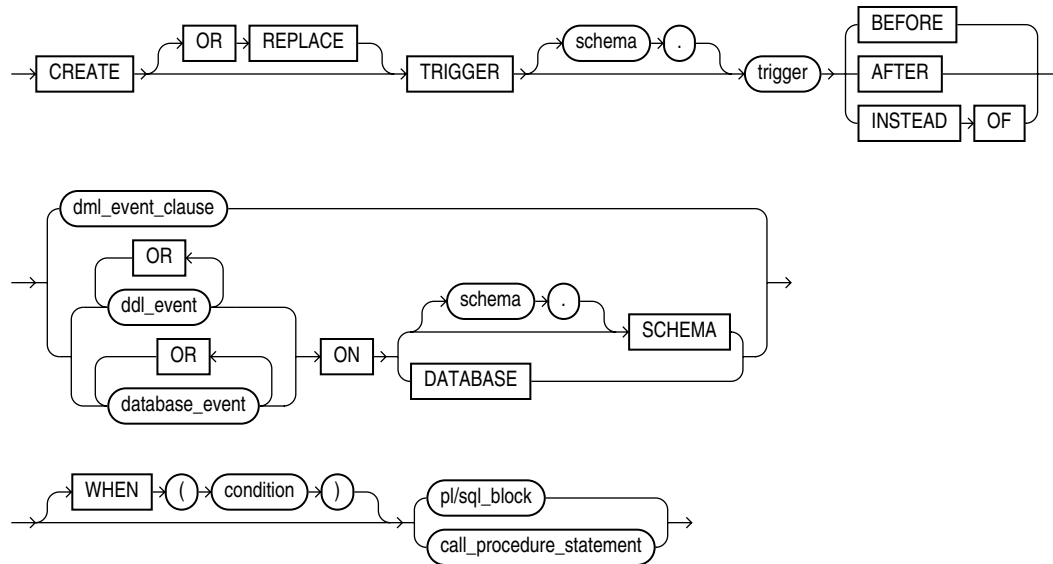 OR REPLACE schema . BEFORE
CREATE TRIGGER trigger AFTER
INSTEAD OF
dml_event_clause
OR
ddl_event schema .
OR ON SCHEMA
database_event DATABASE
WHEN ( condition ) pl/sql_block
call_procedure_statement